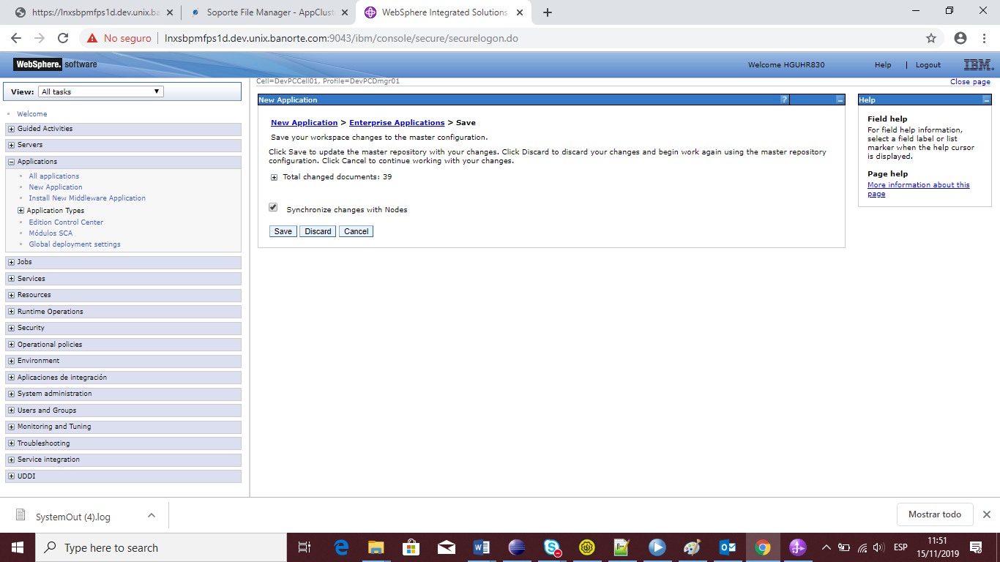 https://lnxsbpmfps1d.dev.unix.ba
Soporte File Manager - AppClust
WebSphere Integrated Solutions
No seguro
lnxsbpmfps1d.dev.unix.banorte.com:9043/ibm/console/secure/securelogon.do
WebSphere. software
Welcome HGUHR830
Help
Logout
IBM.
View:
All tasks
Welcome
Guided Activities
Servers
Applications
All applications
New Application
Install New Middleware Application
Application Types
Edition Control Center
Módulos SCA
Global deployment settings
Jobs
Services
Resources
Runtime Operations
Security
Operational policies
Environment
Aplicaciones de integración
System administration
Users and Groups
Monitoring and Tuning
Troubleshooting
Service integration
UDDI
Cell=DevPCCell01, Profile=DevPCDmgr01
Close page
New Application
?
New Application > Enterprise Applications > Save
Save your workspace changes to the master configuration.
Click Save to update the master repository with your changes. Click Discard to discard your changes and begin work again using the master repository
configuration. Click Cancel to continue working with your changes.
Total changed documents: 39
Synchronize changes with Nodes
Save
Discard
Cancel
Help
Field help
For field help information,
select a field label or list
marker when the help cursor
is displayed.
Page help
More information about this
page
SystemOut (4).log
Mostrar todo
Type here to search
ESP
11:51
15/11/2019